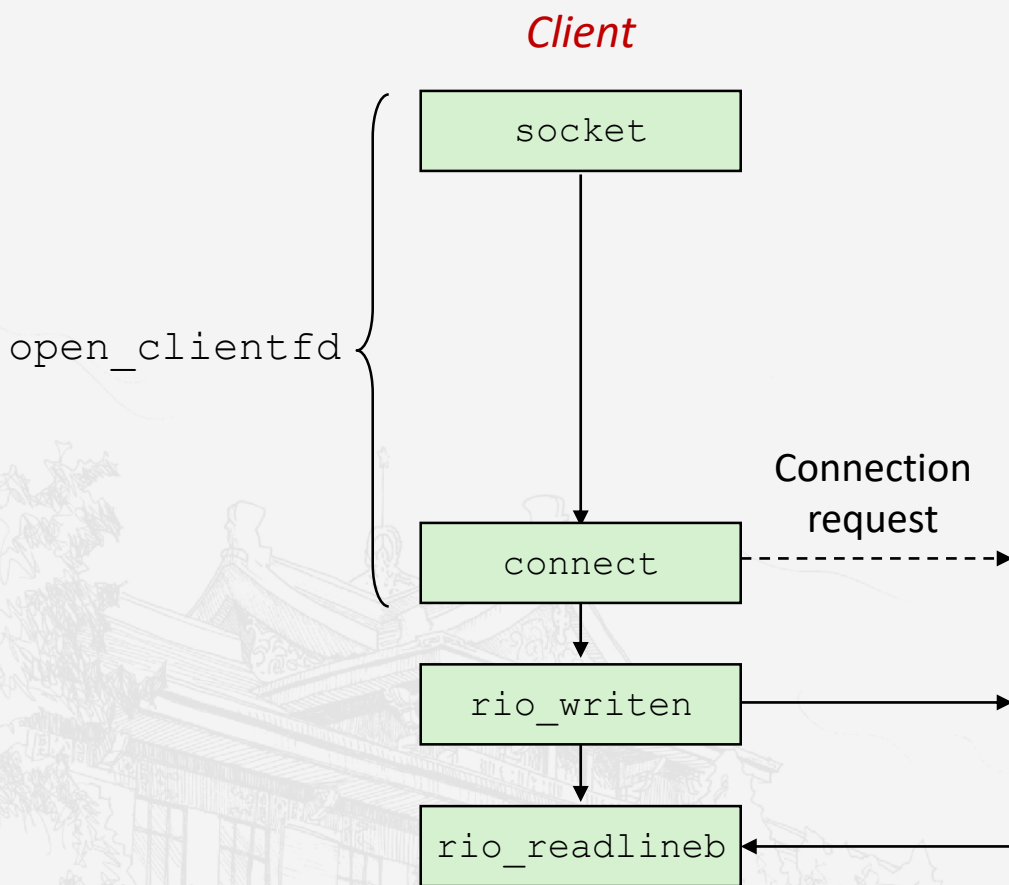 Client
socket
open_clientfd
Connection
request
connect
rio_writen
rio_readlineb